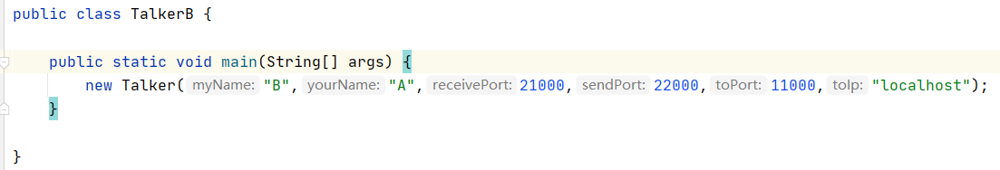 public class TalkerB {
public static void main(String[] args) {
new Talker( myName: "B", yourName: "A", receivePort: 21000, sendPort: 22000, toPort: 11000, toIp: "localhost");
}
}